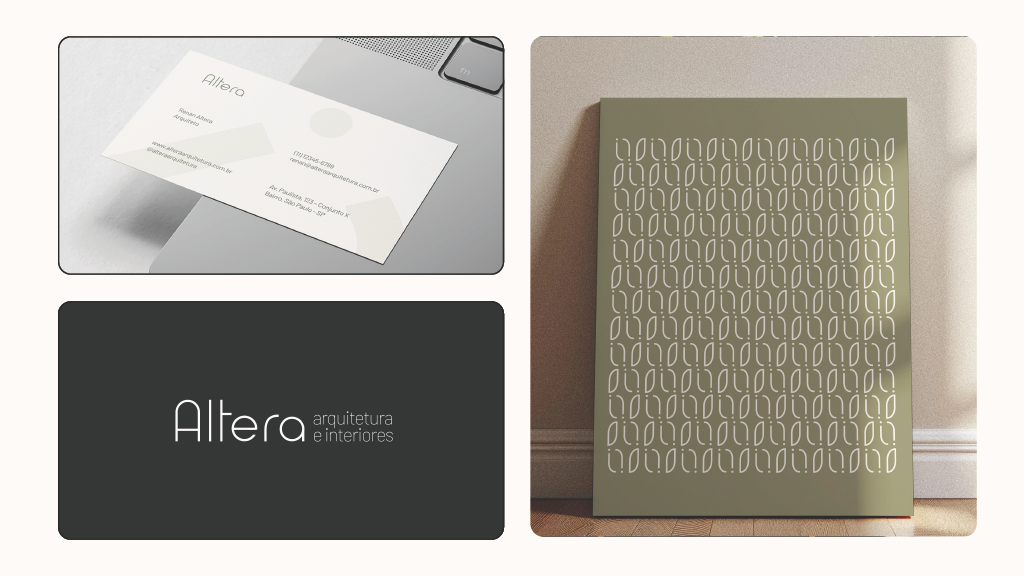 Altera
Renan Altera
Arquiteto
www.alteraarquitetura.com.br
@alteraarquitetura
(11) 12345-6789
renan@alteraarquitetura.com.br
Av. Paulista, 123 - Conjunto X
Bairro, São Paulo - SP
fn
Altera
arquitetura
e interiores